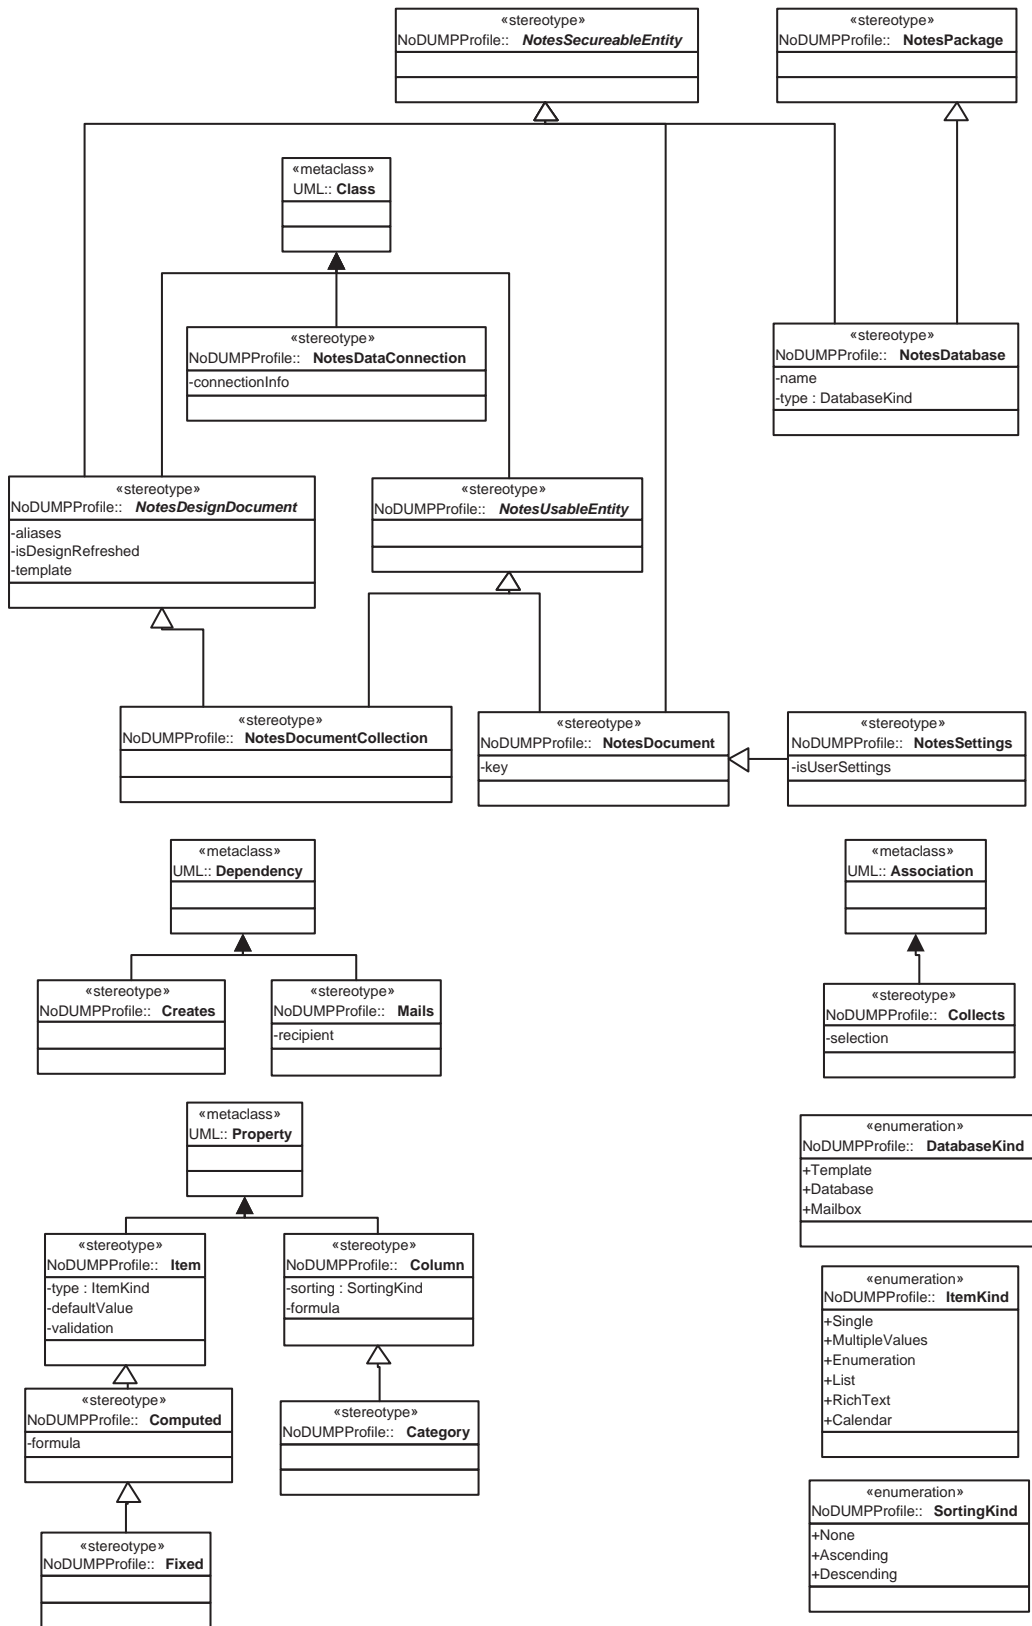 «stereotype»
NoDUMPProfile:: NotesSecureableEntity
«stereotype»
NoDUMPProfile:: NotesPackage
«metaclass»
UML:: Class
«stereotype»
NoDUMPProfile:: NotesDataConnection
-connectionInfo
«stereotype»
NoDUMPProfile:: NotesDatabase
-name
-type : DatabaseKind
«stereotype»
NoDUMPProfile:: NotesDesignDocument
-aliases
-isDesignRefreshed
-template
«stereotype»
NoDUMPProfile:: NotesUsableEntity
«stereotype»
NoDUMPProfile:: NotesDocumentCollection
«stereotype»
NoDUMPProfile:: NotesDocument
-key
«stereotype»
NoDUMPProfile:: NotesSettings
-isUserSettings
«metaclass»
UML:: Dependency
«metaclass»
UML:: Association
«stereotype»
NoDUMPProfile:: Creates
«stereotype»
NoDUMPProfile:: Mails
-recipient
«stereotype»
NoDUMPProfile:: Collects
-selection
«metaclass»
UML:: Property
«enumeration»
NoDUMPProfile:: DatabaseKind
+Template
+Database
+Mailbox
«stereotype»
NoDUMPProfile:: Item
-type : ItemKind
-defaultValue
-validation
«stereotype»
NoDUMPProfile:: Column
-sorting : SortingKind
-formula
«enumeration»
NoDUMPProfile:: ItemKind
+Single
+MultipleValues
+Enumeration
+List
+RichText
+Calendar
«stereotype»
NoDUMPProfile:: Computed
-formula
«stereotype»
NoDUMPProfile:: Category
«enumeration»
NoDUMPProfile:: SortingKind
+None
+Ascending
+Descending
«stereotype»
NoDUMPProfile:: Fixed